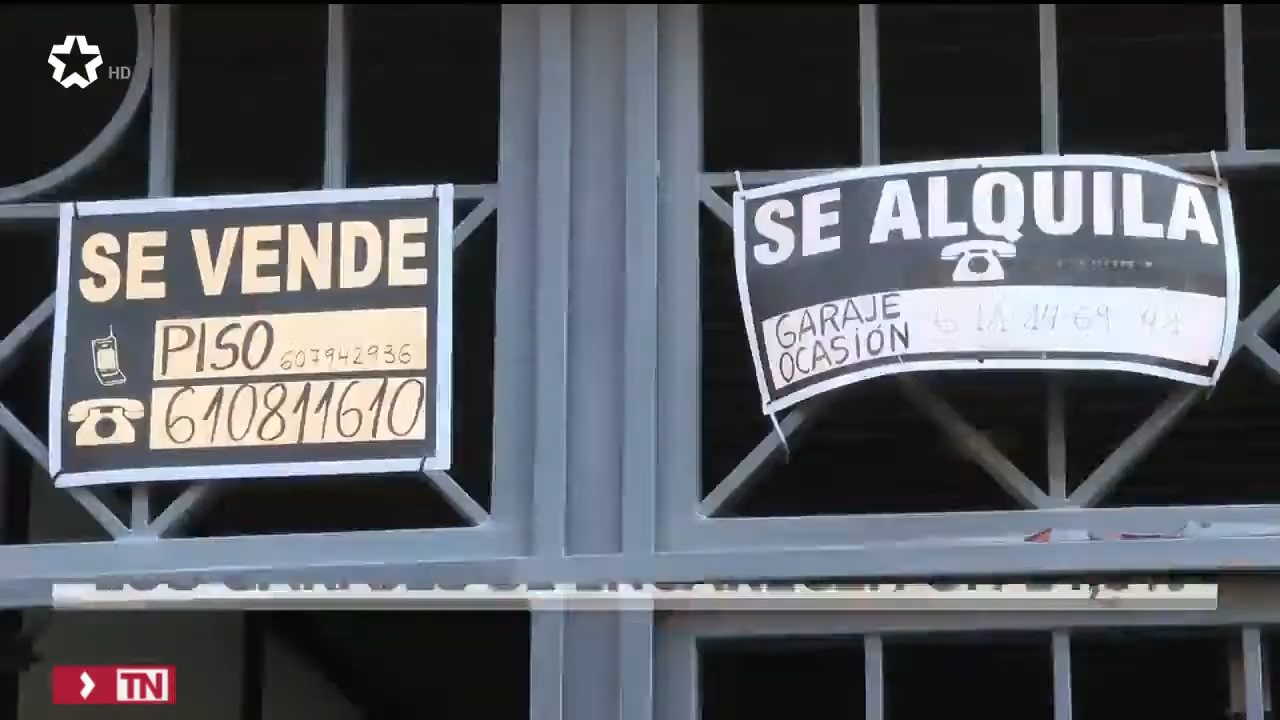 HD
SE VENDE
PISO 607942936
610811610
SE ALQUILA
GARAJE
OCASIÓN
TN